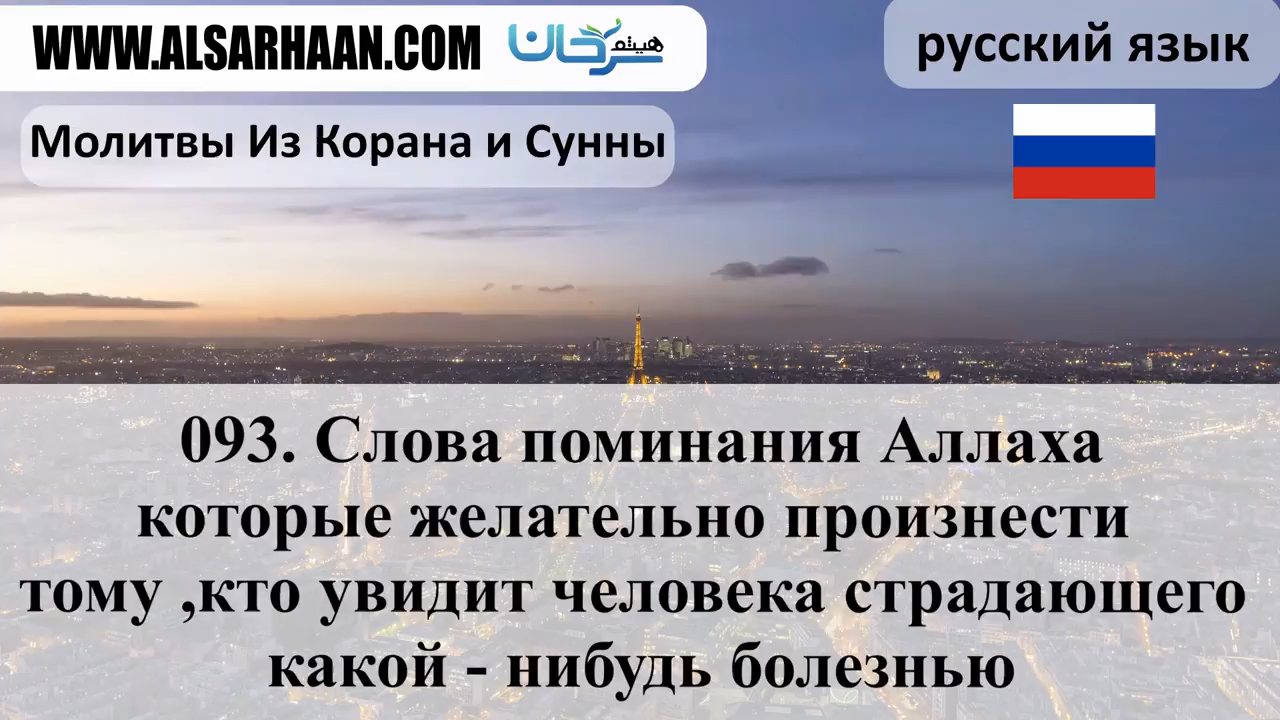 WWW.ALSARHAAN.COM
هيثم سرحان
русский язык
Молитвы Из Корана и Сунны
093. Слова поминания Аллаха
которые желательно произнести
тому ,кто увидит человека страдающего
какой - нибудь болезнью